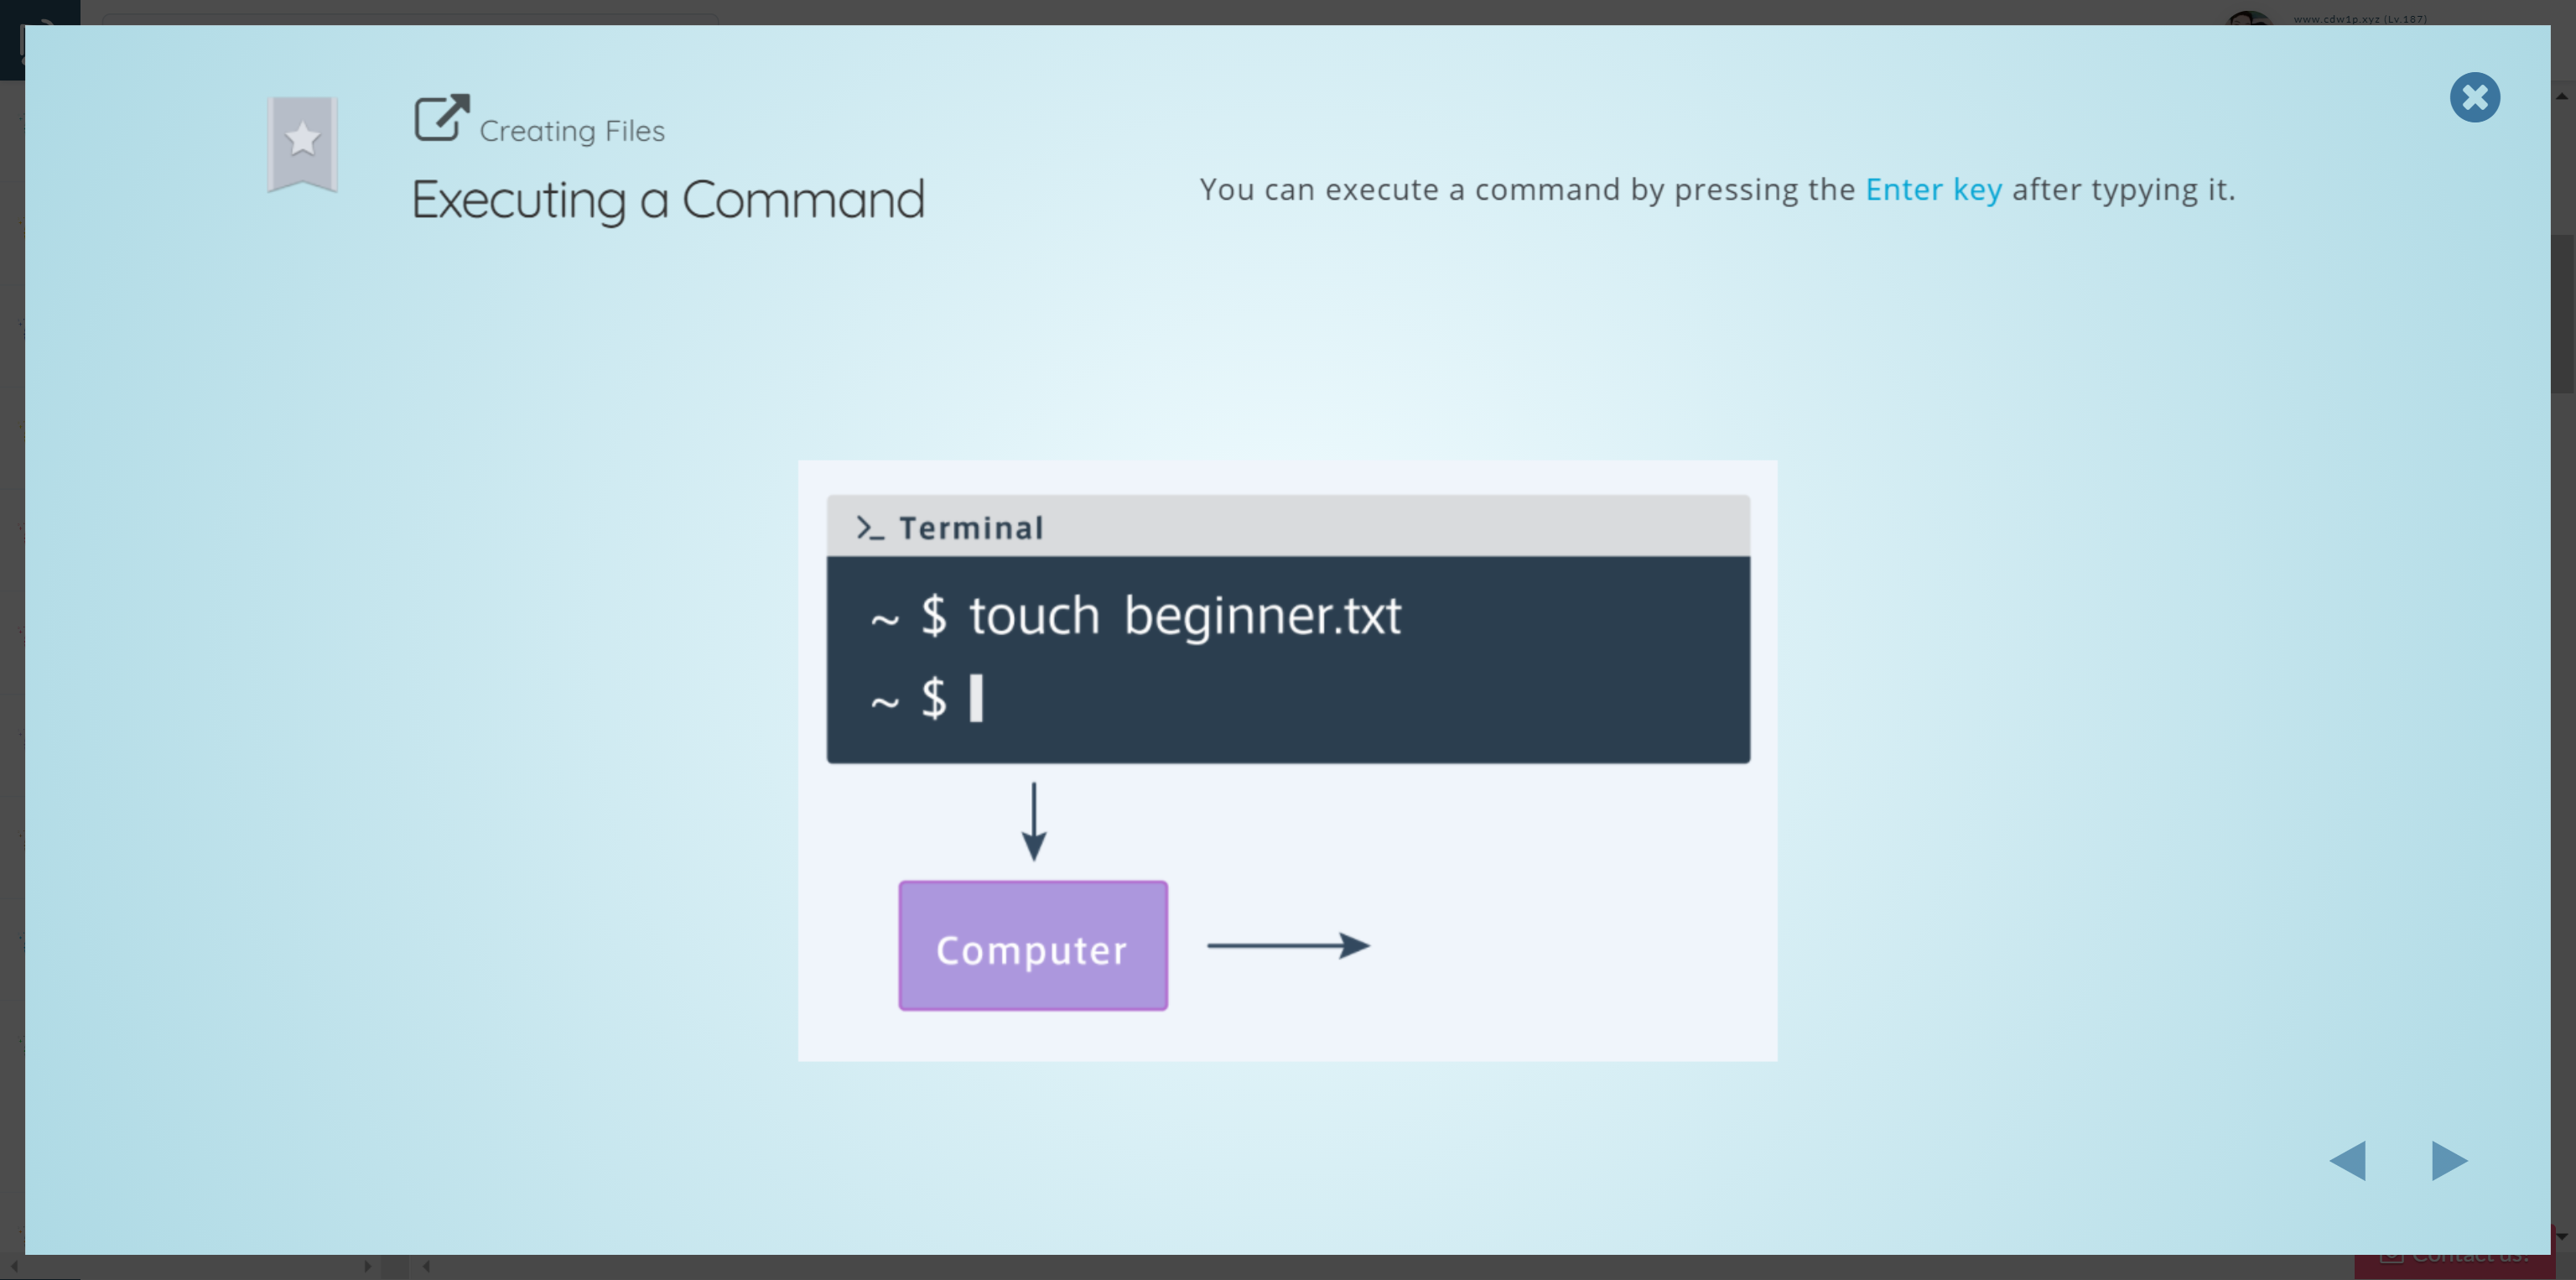 www.cdw1p.xyz (Lv.187)
Creating Files
Executing a Command
You can execute a command by pressing the Enter key after typying it.
>_ Terminal
~ $ touch beginner.txt
~ $
Computer
Contact us!